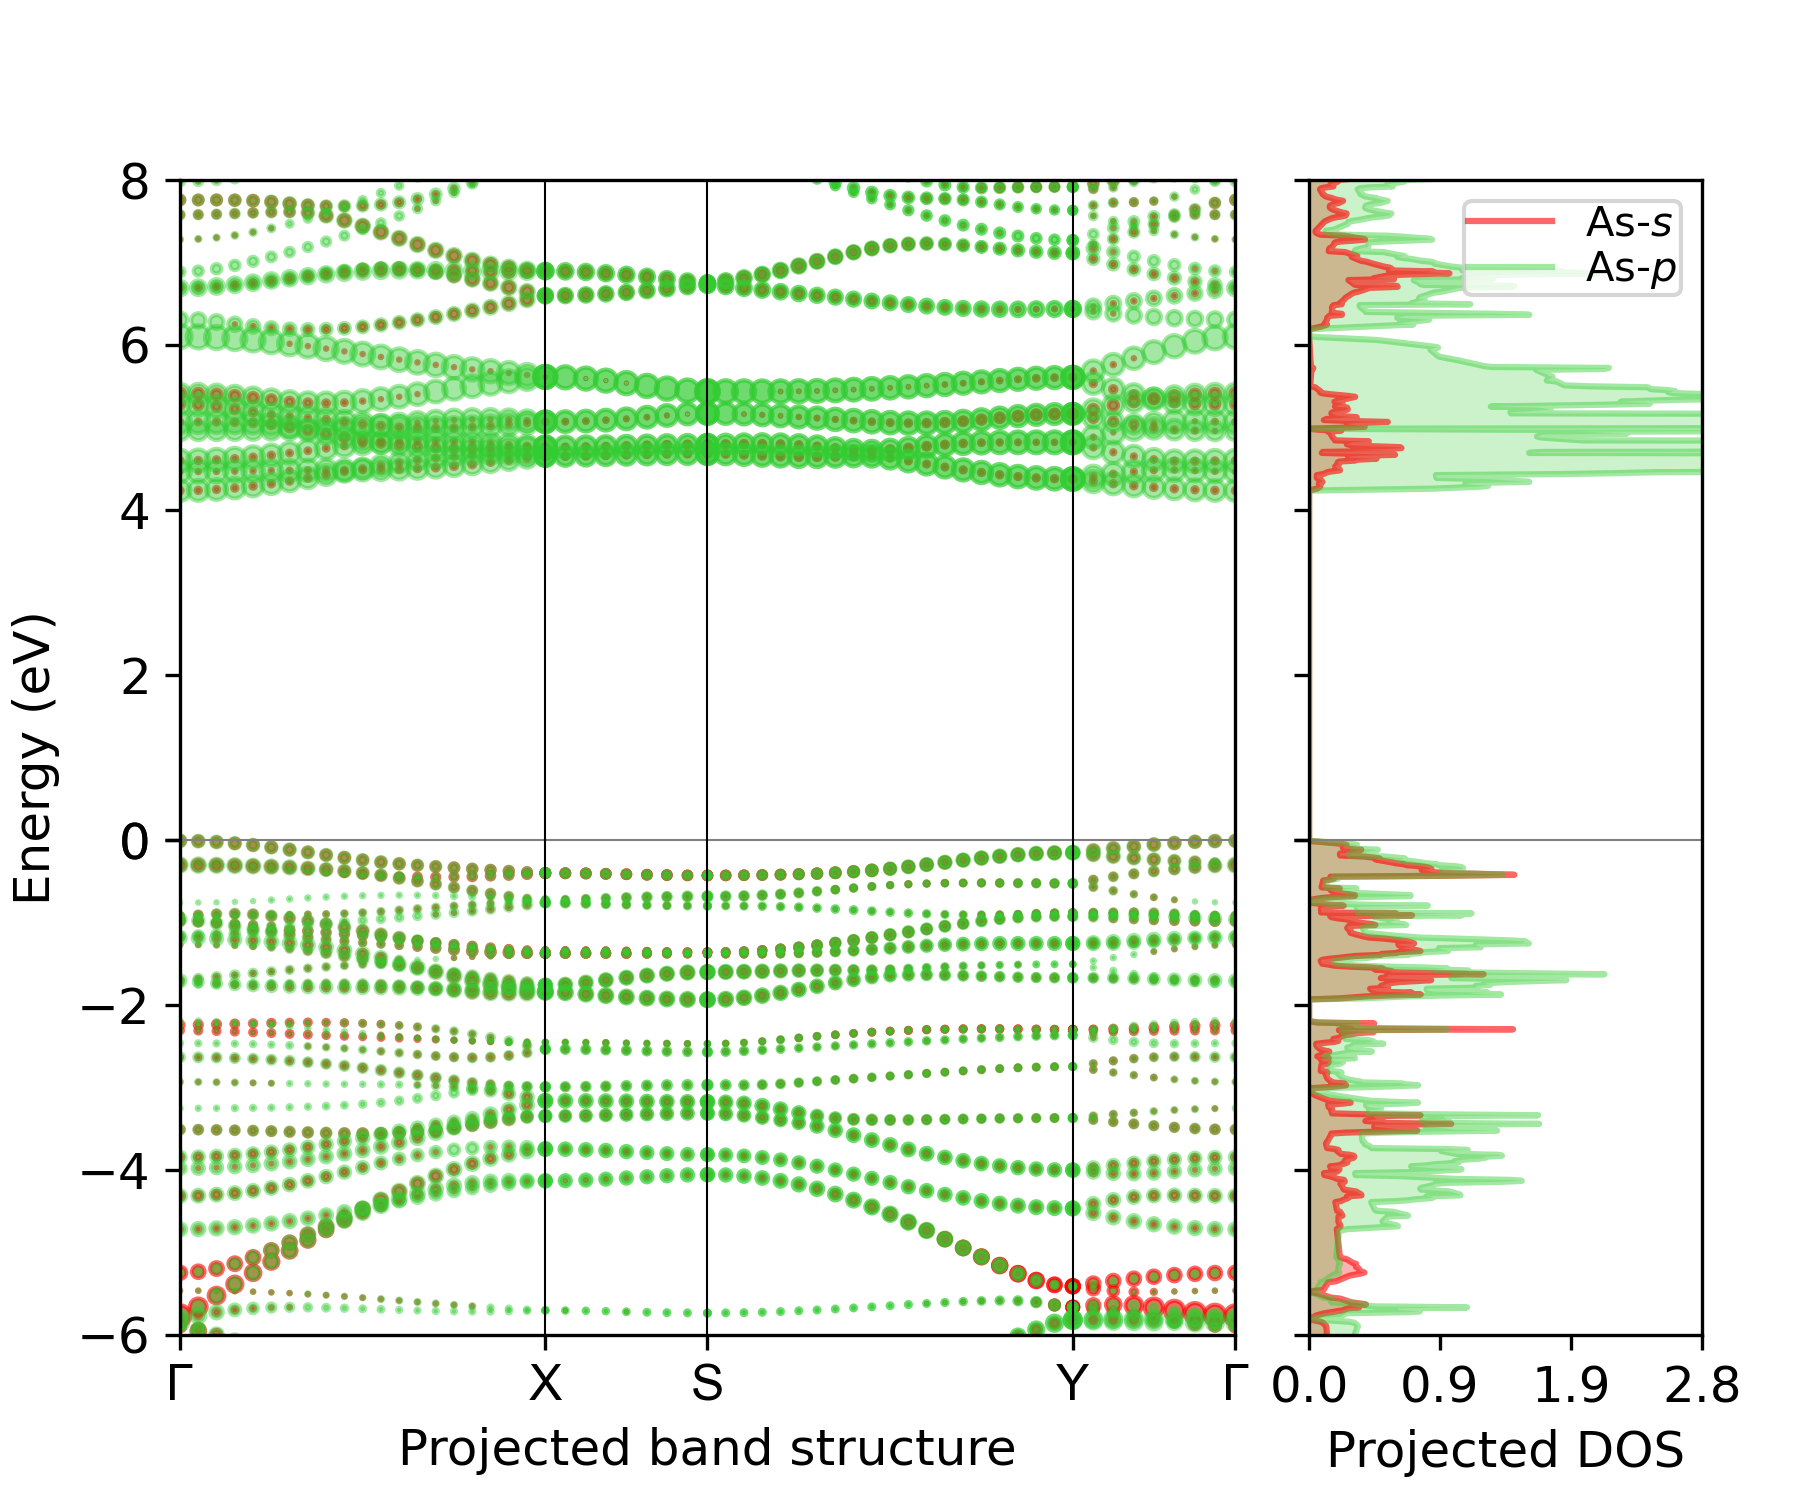 8
6
4
2
0
−2
−4
−6
Energy (eV)
Γ X S Y Γ
Projected band structure
As-s
As-p
0.0 0.9 1.9 2.8
Projected DOS